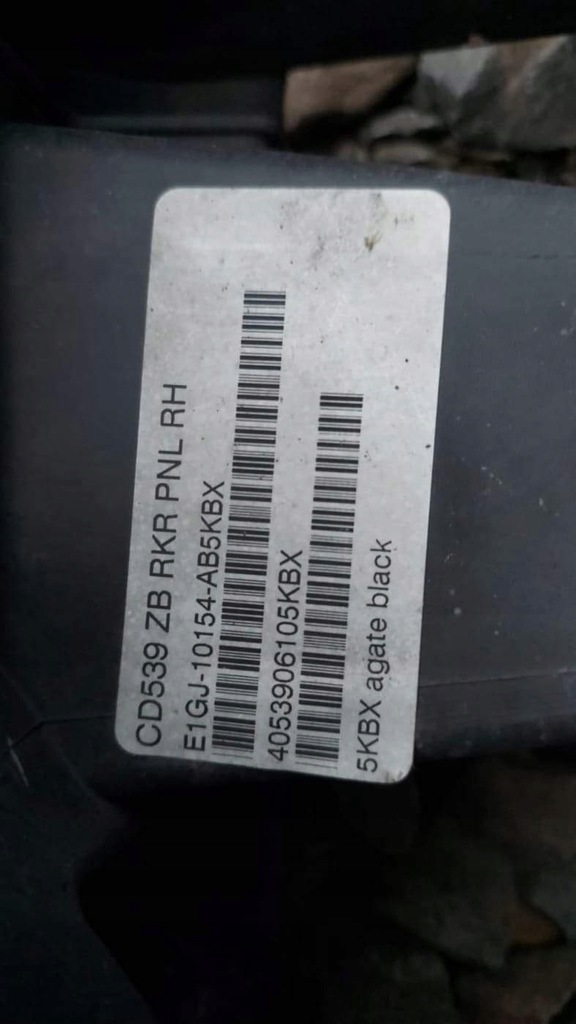 CD539 ZB RKR PNL RH
E1GJ-10154-AB5KBX
4053906105KBX
5KBX agate black